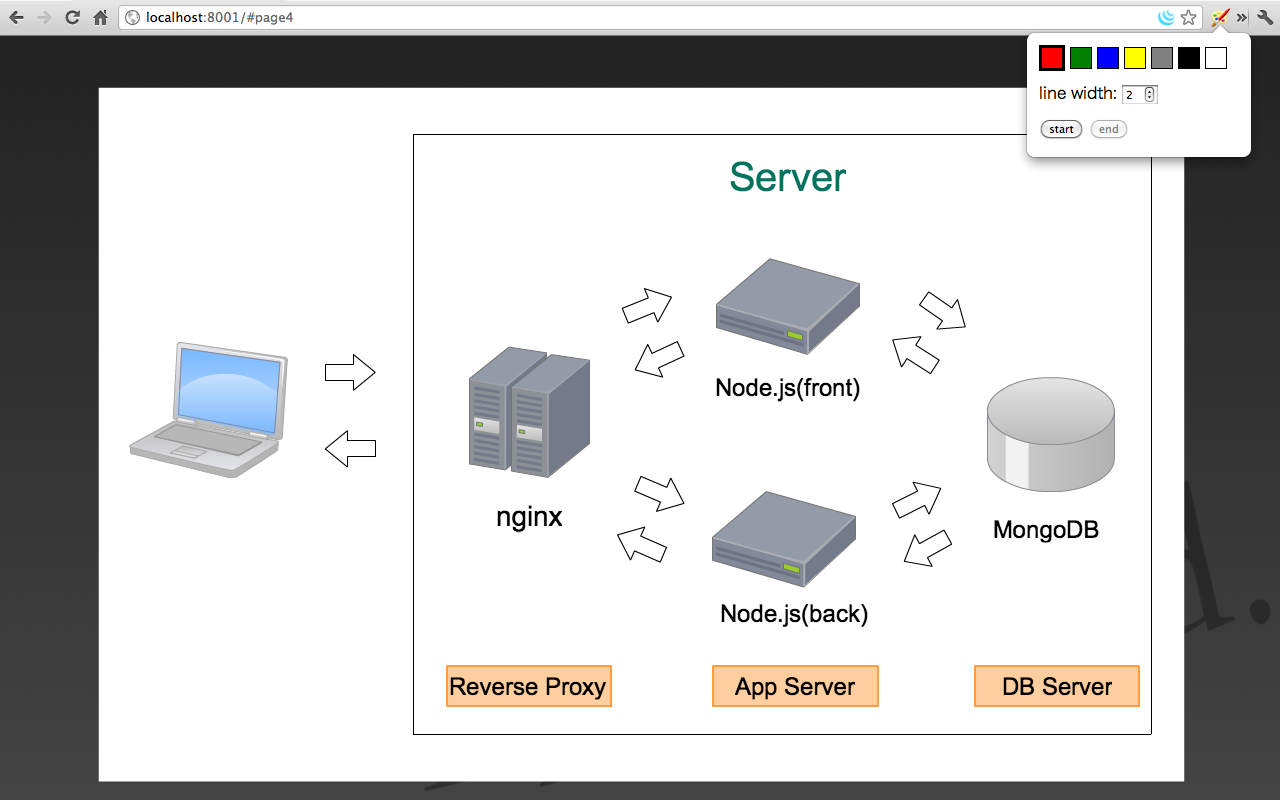 localhost:8001/#page4
line width: 2
start end
Server
Node.js(front)
nginx
MongoDB
Node.js(back)
Reverse Proxy
App Server
DB Server